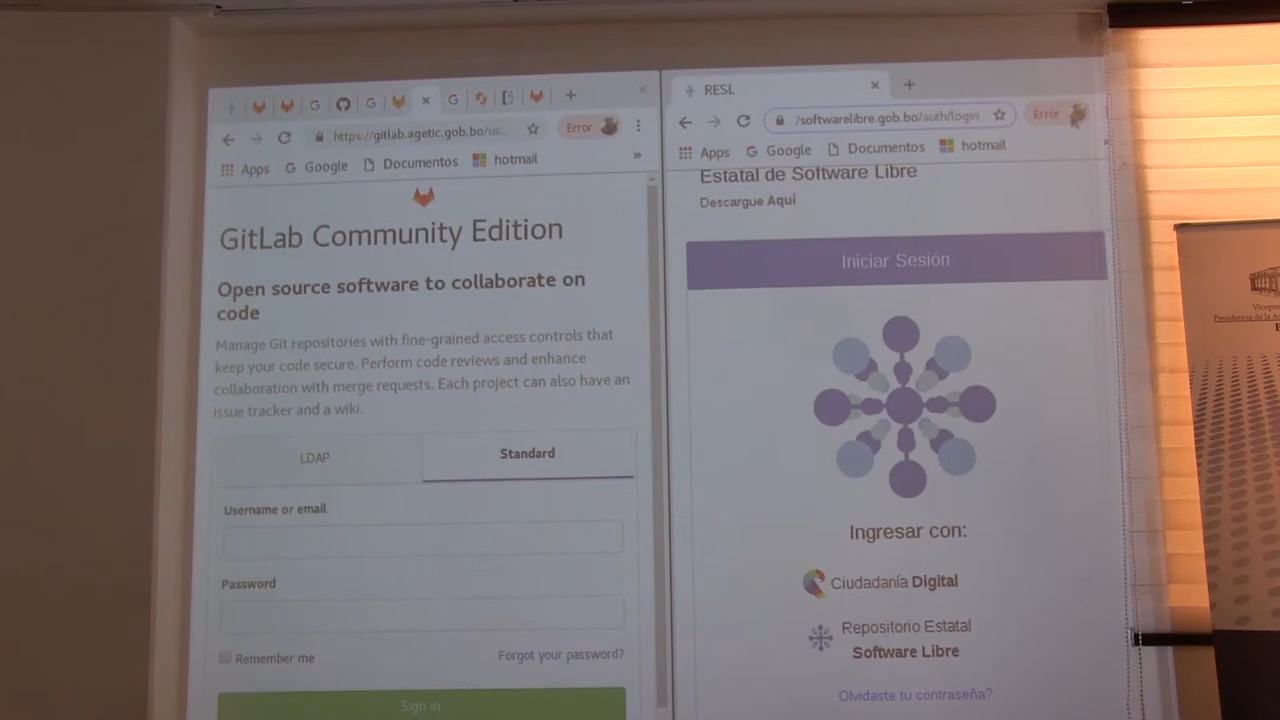 Error
https://gitlab.agetic.gob.bo/us...
Apps
Google
Documentos
hotmail
»
GitLab Community Edition
Open source software to collaborate on
code
Manage Git repositories with fine-grained access controls that
keep your code secure. Perform code reviews and enhance
collaboration with merge requests. Each project can also have an
issue tracker and a wiki.
LDAP
Standard
Username or email
Password
Remember me
Forgot your password?
Sign in
RESL
/softwarelibre.gob.bo/auth/login
Error
Apps
Google
Documentos
hotmail
Estatal de Software Libre
Descargue Aquí
Iniciar Sesión
Ingresar con:
Ciudadanía Digital
Repositorio Estatal
Software Libre
Olvidaste tu contraseña?